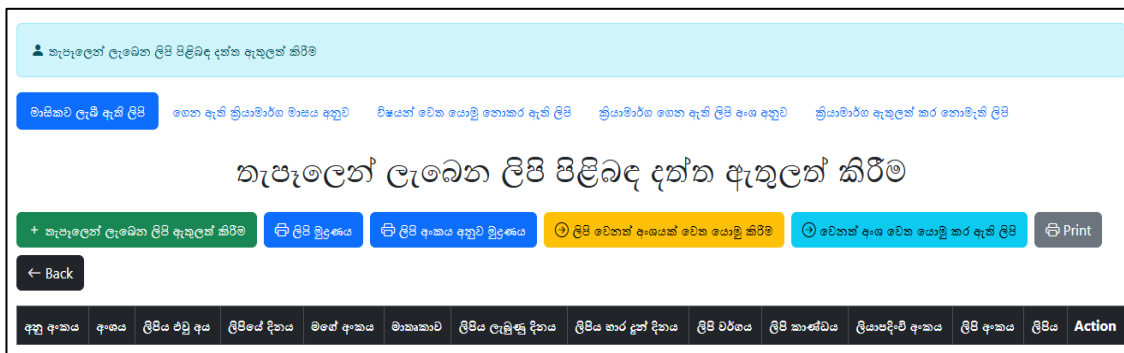 තැපෑලෙන් ලැබෙන ලිපි පිළිබඳ දත්ත ඇතුලත් කිරීම
මාසිකව ලැබී ඇති ලිපි ගෙන ඇති ක්‍රියාමාර්ග මාසය අනුව විෂයන් වෙත යොමු නොකර ඇති ලිපි ක්‍රියාමාර්ග ගෙන ඇති ලිපි අංශ අනුව ක්‍රියාමාර්ග ඇතුලත් කර නොමැති ලිපි
තැපෑලෙන් ලැබෙන ලිපි පිළිබඳ දත්ත ඇතුලත් කිරීම
+ තැපෑලෙන් ලැබෙන ලිපි ඇතුලත් කිරීම ලිපි මුද්‍රණය ලිපි අංකය අනුව මුද්‍රණය ලිපි වෙනත් අංශයක් වෙත යොමු කිරීම වෙනත් අංශ වෙත යොමු කර ඇති ලිපි Print
← Back
අනු අංකය අංශය ලිපිය එවූ අය ලිපියේ දිනය මගේ අංකය මාතෘකාව ලිපිය ලැබුණු දිනය ලිපිය භාර දුන් දිනය ලිපි වර්ගය ලිපි කාණ්ඩය ලියාපදිංචි අංකය ලිපි අංකය ලිපිය Action